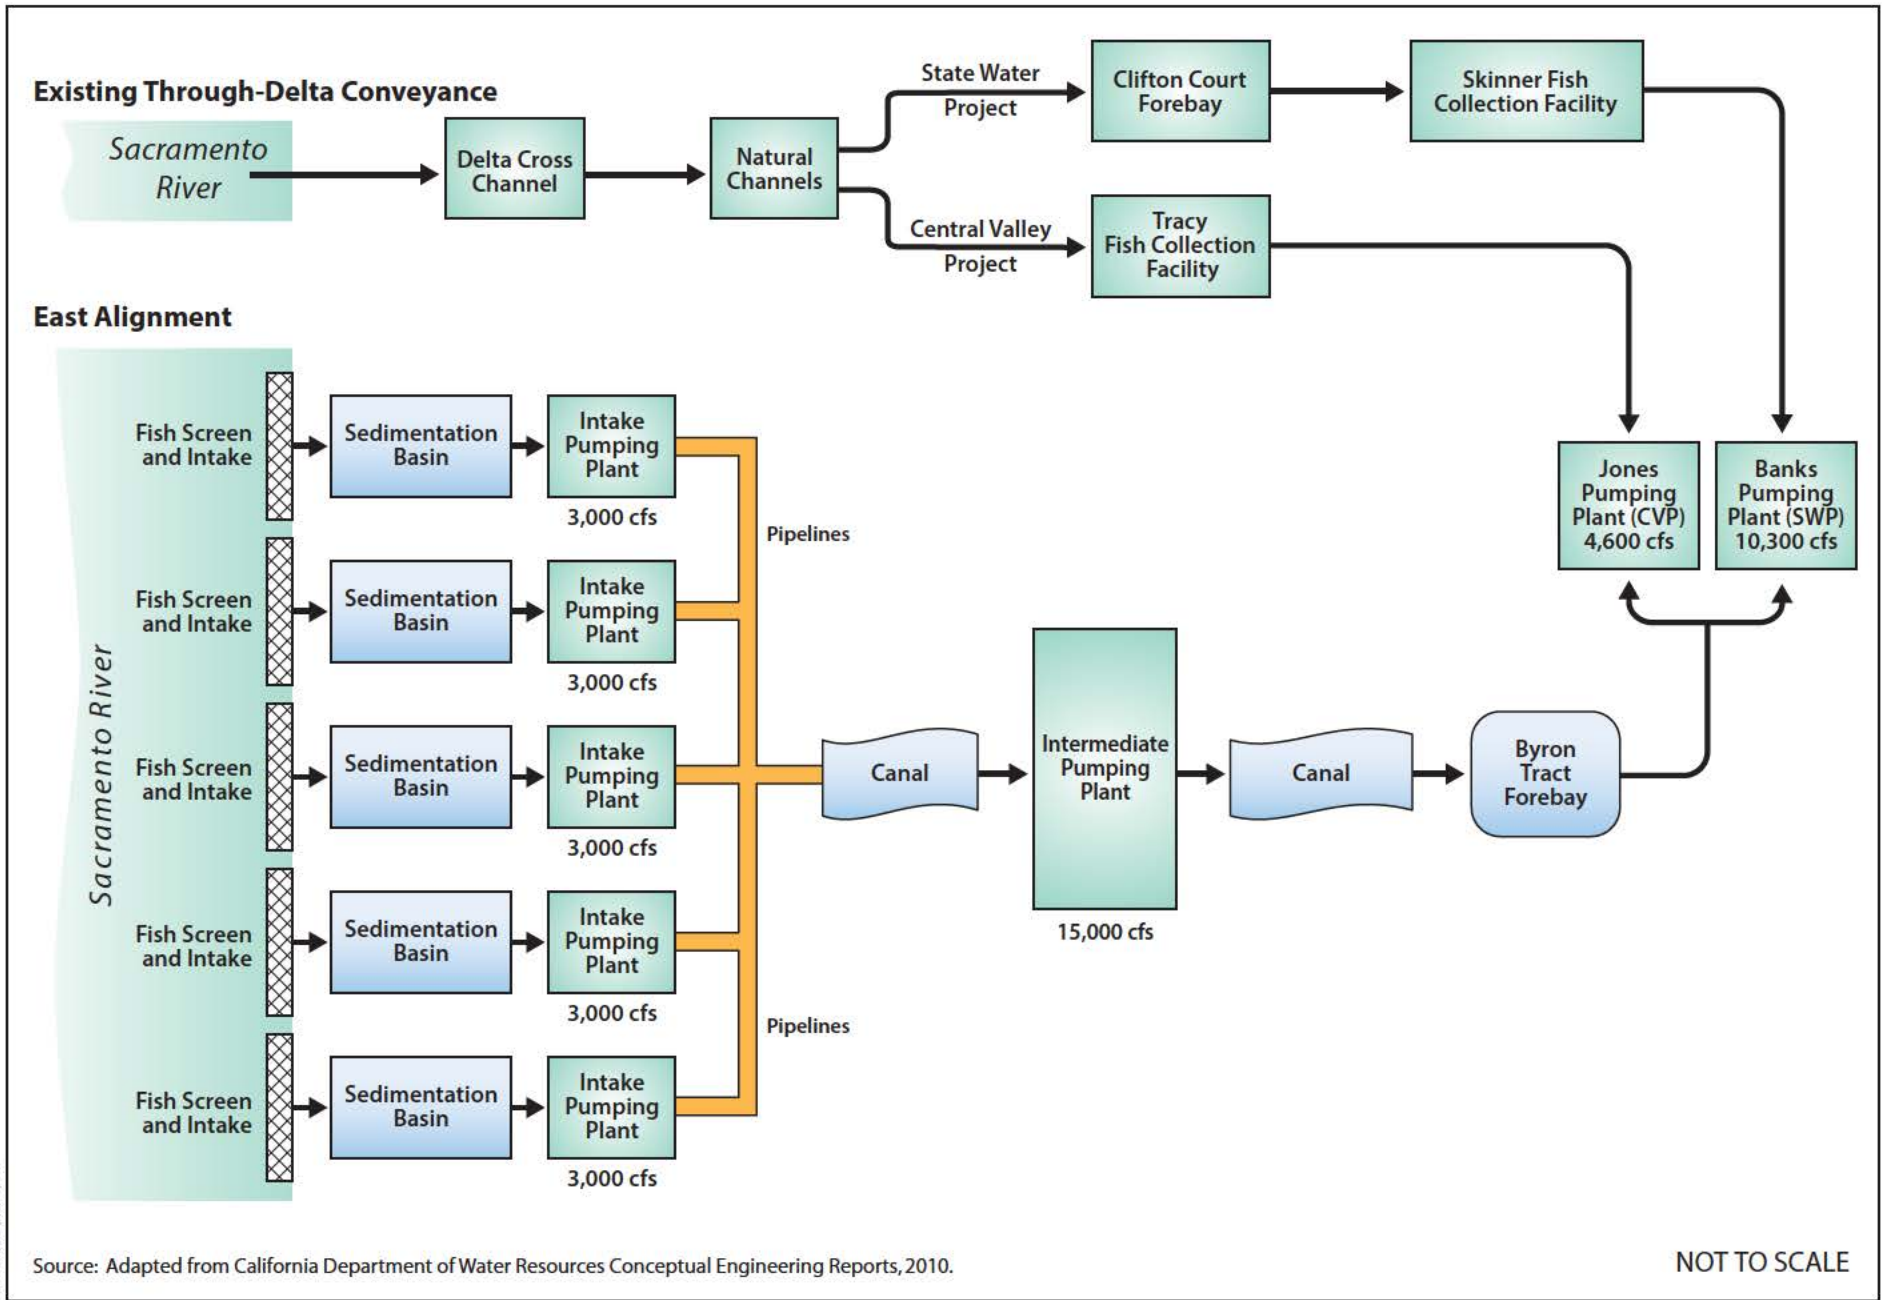 Existing Through-Delta Conveyance
Sacramento
River
Delta Cross
Channel
Natural
Channels
State Water
Project
Clifton Court
Forebay
Skinner Fish
Collection Facility
Central Valley
Project
Tracy
Fish Collection
Facility
Jones
Pumping
Plant (CVP)
4,600 cfs
Banks
Pumping
Plant (SWP)
10,300 cfs
East Alignment
Sacramento River
Fish Screen
and Intake
Sedimentation
Basin
Intake
Pumping
Plant
3,000 cfs
Pipelines
Fish Screen
and Intake
Sedimentation
Basin
Intake
Pumping
Plant
3,000 cfs
Fish Screen
and Intake
Sedimentation
Basin
Intake
Pumping
Plant
3,000 cfs
Canal
Intermediate
Pumping
Plant
15,000 cfs
Canal
Byron
Tract
Forebay
Fish Screen
and Intake
Sedimentation
Basin
Intake
Pumping
Plant
3,000 cfs
Pipelines
Fish Screen
and Intake
Sedimentation
Basin
Intake
Pumping
Plant
3,000 cfs
Source: Adapted from California Department of Water Resources Conceptual Engineering Reports, 2010.
NOT TO SCALE